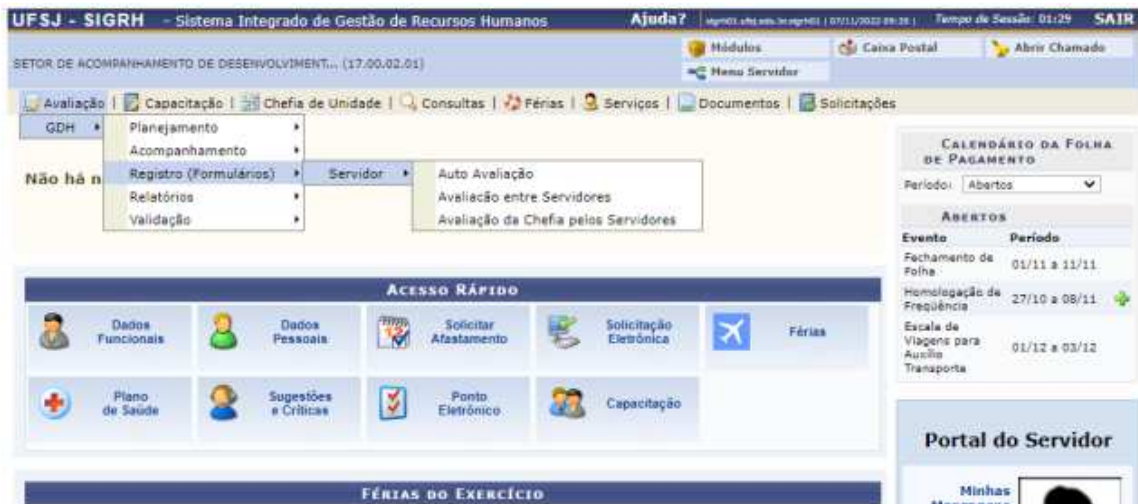 UFSJ - SIGRH - Sistema Integrado de Gestão de Recursos Humanos Ajuda? Tempo de Sessão: 01:29 SAIR
SETOR DE ACOMPANHAMENTO DE DESENVOLVIMENT... (17.00.02.01)
Módulos Caixa Postal Abrir Chamado
Menu Servidor
Avaliação | Capacitação | Chefia de Unidade | Consultas | Férias | Serviços | Documentos | Solicitações
GDH
Planejamento
Acompanhamento
Registro (Formulários)
Relatórios
Validação
Servidor
Auto Avaliação
Avaliação entre Servidores
Avaliação da Chefia pelos Servidores
Não há n
CALENDÁRIO DA FOLHA
DE PAGAMENTO
Período: Abertos
ABERTOS
Evento Período
Fechamento de
Folha
01/11 a 11/11
Homologação de
Freqüência
27/10 a 08/11
Escala de
Viagens para
Auxílio
Transporte
01/12 a 03/12
ACESSO RÁPIDO
Dados
Funcionais
Dados
Pessoais
Solicitar
Afastamento
Solicitação
Eletrônica
Férias
Plano
de Saúde
Sugestões
e Críticas
Ponto
Eletrônico
Capacitação
Portal do Servidor
Minhas
Mensagens
FÉRIAS DO EXERCÍCIO